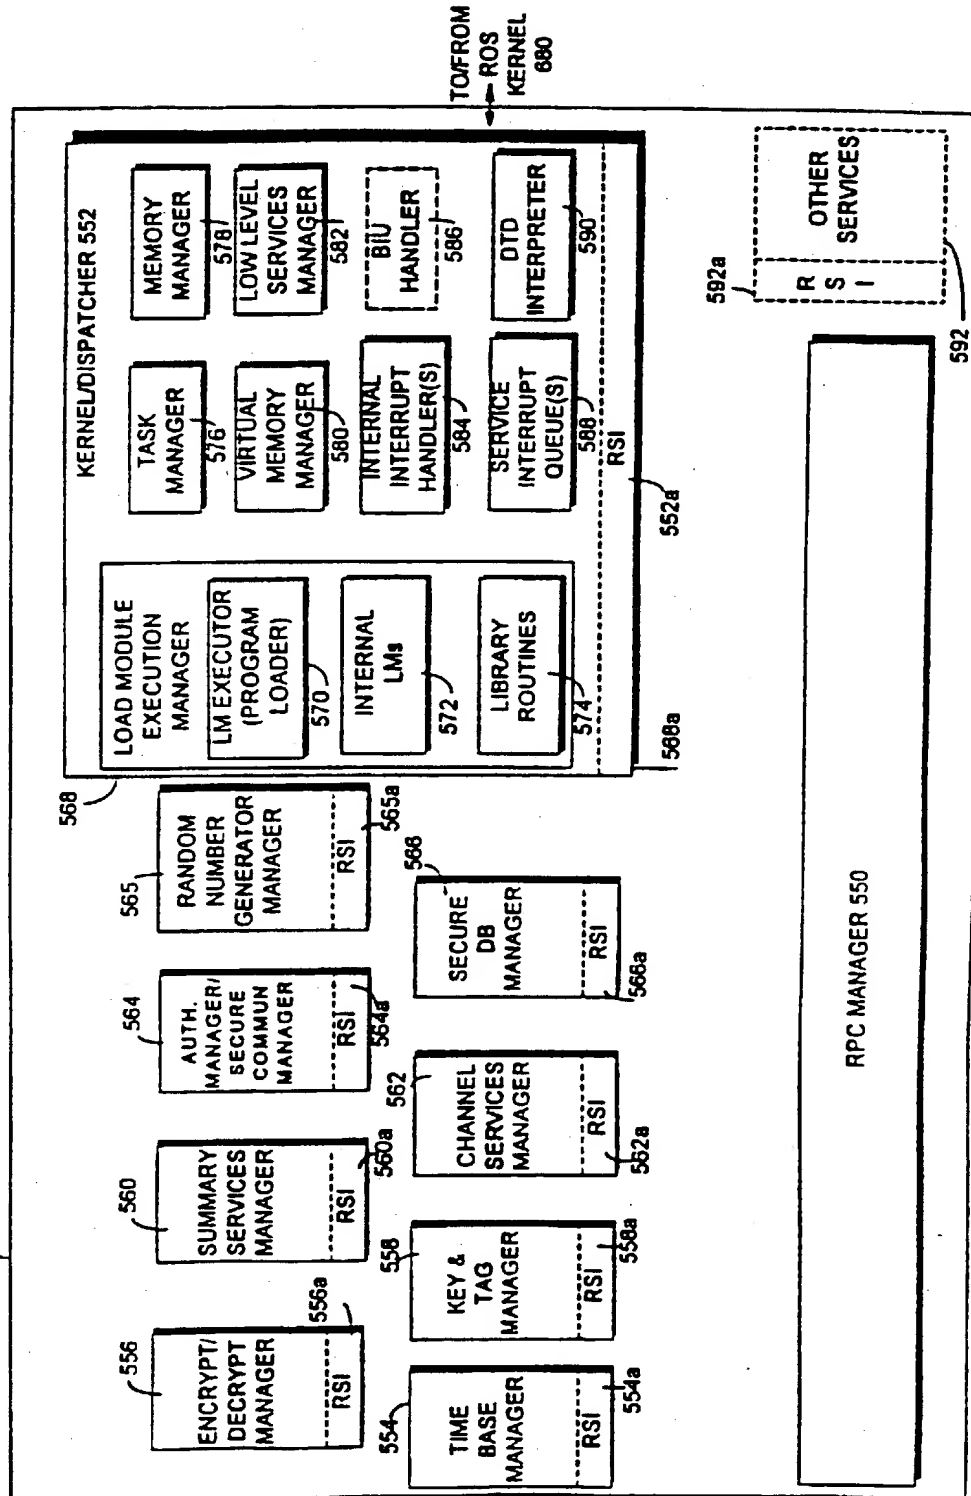 KERNEL/DISPATCHER 552
568
LOAD MODULE
EXECUTION
MANAGER
LM EXECUTOR
(PROGRAM
LOADER)
570
INTERNAL
LMs
572
LIBRARY
ROUTINES
574
568a
TASK
MANAGER
576
MEMORY
MANAGER
578
VIRTUAL
MEMORY
MANAGER
580
LOW LEVEL
SERVICES
MANAGER
582
INTERNAL
INTERRUPT
HANDLER(S)
584
BIU
HANDLER
586
SERVICE
INTERRUPT
QUEUE(S)
588
DTD
INTERPRETER
590
RSI
552a
TO/FROM
ROS
KERNEL
680
556
ENCRYPT/
DECRYPT
MANAGER
RSI
556a
560
SUMMARY
SERVICES
MANAGER
RSI
560a
564
AUTH.
MANAGER/
SECURE
COMMUN
MANAGER
RSI
564a
565
RANDOM
NUMBER
GENERATOR
MANAGER
RSI
565a
554
TIME
BASE
MANAGER
RSI
554a
558
KEY &
TAG
MANAGER
RSI
558a
562
CHANNEL
SERVICES
MANAGER
RSI
562a
566
SECURE
DB
MANAGER
RSI
566a
592a
R
S
I
OTHER
SERVICES
592
RPC MANAGER 550